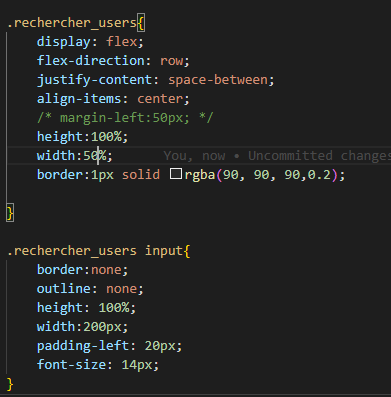 .rechercher_users{
display: flex;
flex-direction: row;
justify-content: space-between;
align-items: center;
/* margin-left:50px; */
height:100%;
width:50%; You, now • Uncommitted changes
border:1px solid rgba(90, 90, 90,0.2);
}
.rechercher_users input{
border:none;
outline: none;
height: 100%;
width:200px;
padding-left: 20px;
font-size: 14px;
}